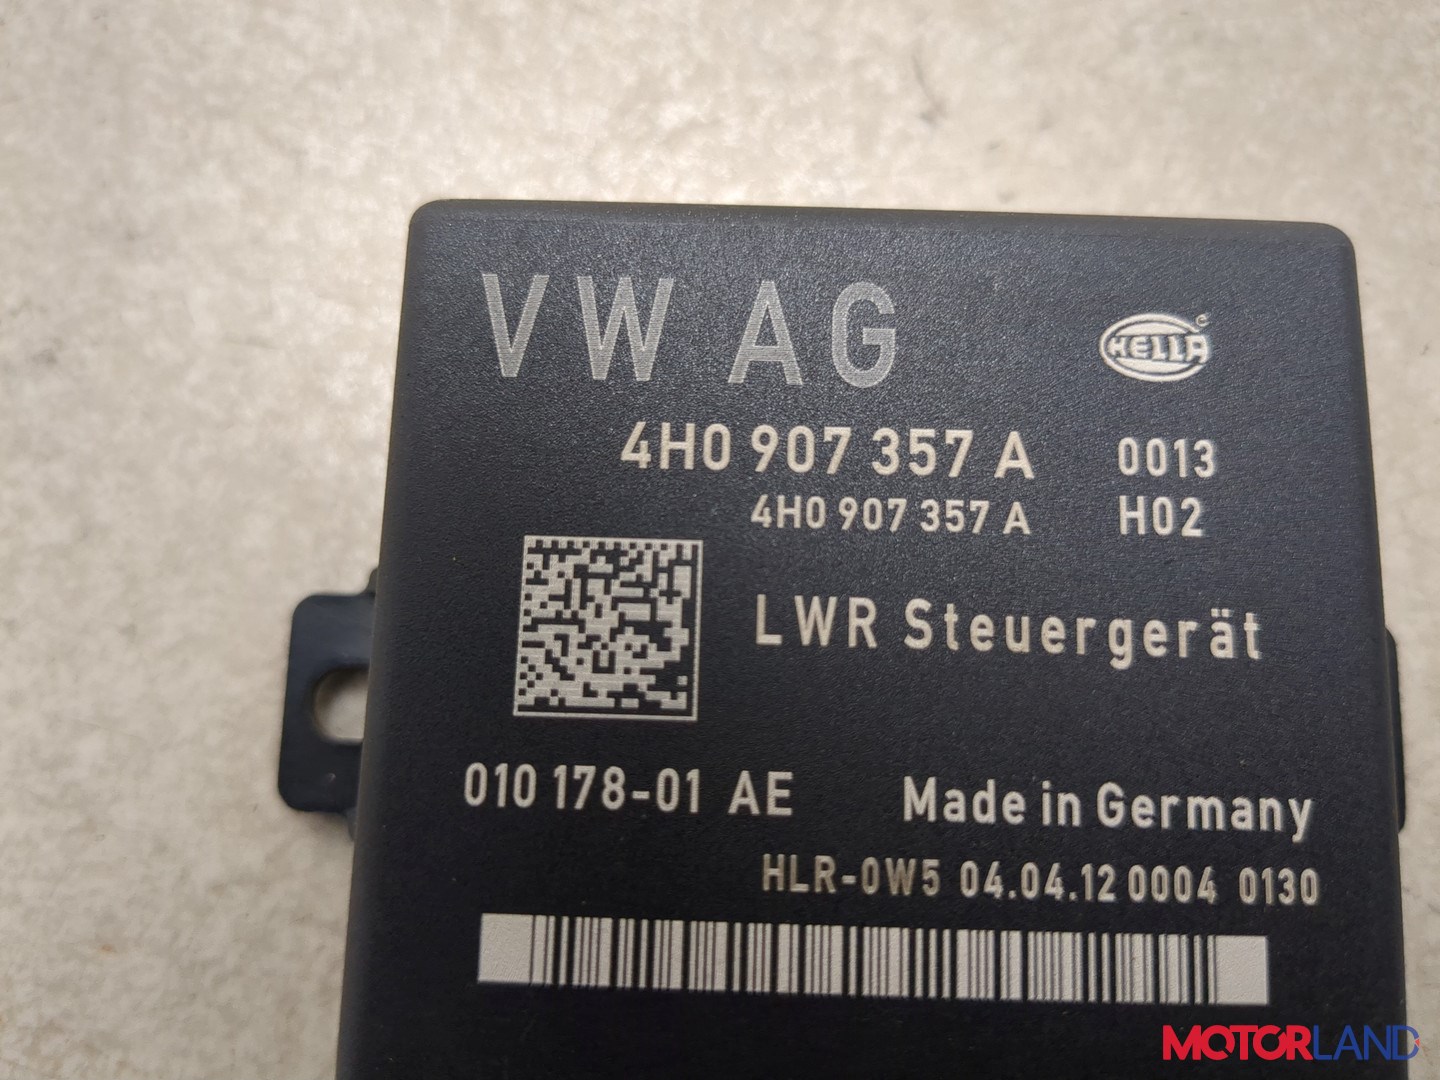 VW AG
HELLA
4H0 907 357 A 0013
4H0 907 357 A H02
LWR Steuergerät
010 178-01 AE Made in Germany
HLR-0W5 04.04.12 0004 0130
MOTORLAND